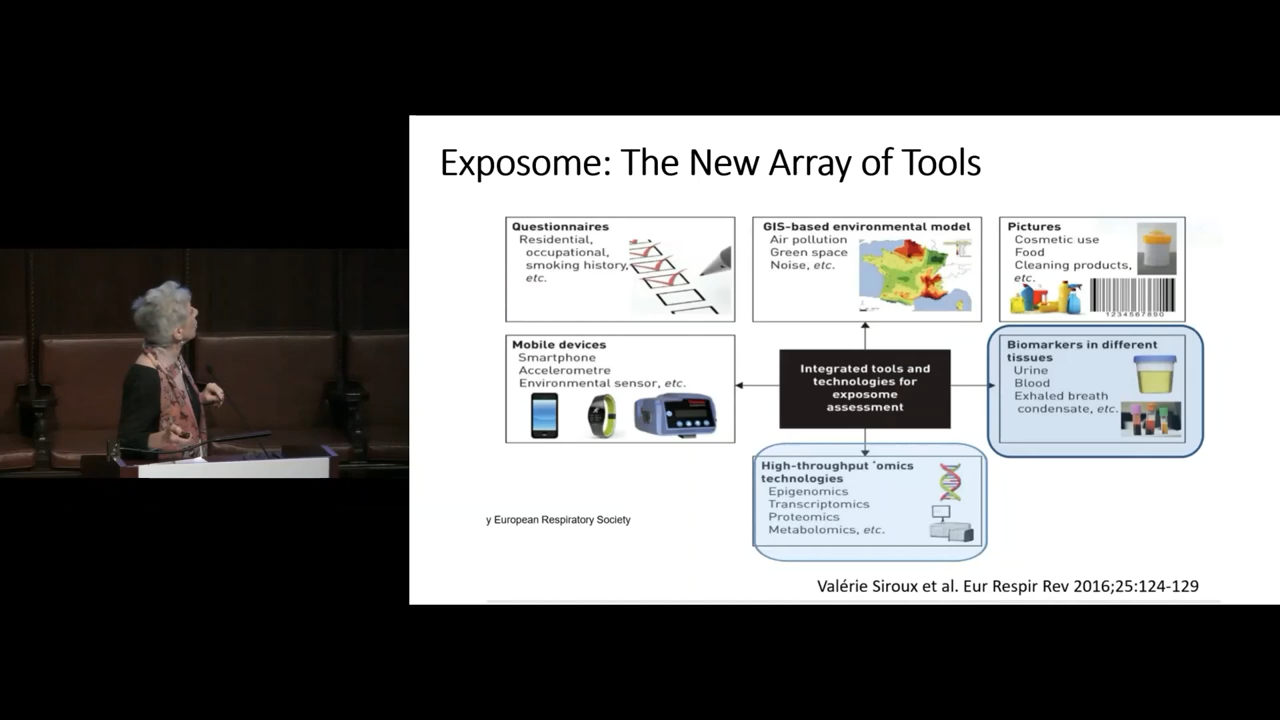 Exposome: The New Array of Tools
Questionnaires
Residential,
occupational,
smoking history,
etc.
GIS-based environmental model
Air pollution
Green space
Noise, etc.
Pictures
Cosmetic use
Food
Cleaning products,
etc.
1234567890
Mobile devices
Smartphone
Accelerometre
Environmental sensor, etc.
Integrated tools and
technologies for
exposome
assessment
Biomarkers in different
tissues
Urine
Blood
Exhaled breath
condensate, etc.
High-throughput 'omics
technologies
Epigenomics
Transcriptomics
Proteomics
Metabolomics, etc.
y European Respiratory Society
Valérie Siroux et al. Eur Respir Rev 2016;25:124-129